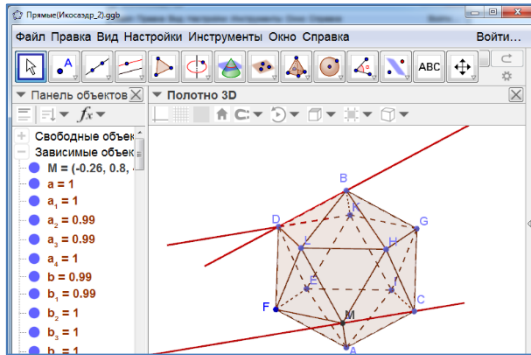 Прямые(Икосаэдр_2).ggb
Файл Правка Вид Настройки Инструменты Окно Справка Войти...
ABC
Панель объектов
Полотно 3D
fx
Свободные объек
Зависимые объек
M = (-0.26, 0.8, -
a = 1
a₁ = 1
a₂ = 0.99
a₃ = 0.99
a₄ = 1
b = 0.99
b₁ = 0.99
b₂ = 1
b₃ = 1
b = 1
B
K
D
G
L
H
E
F
M
C
A